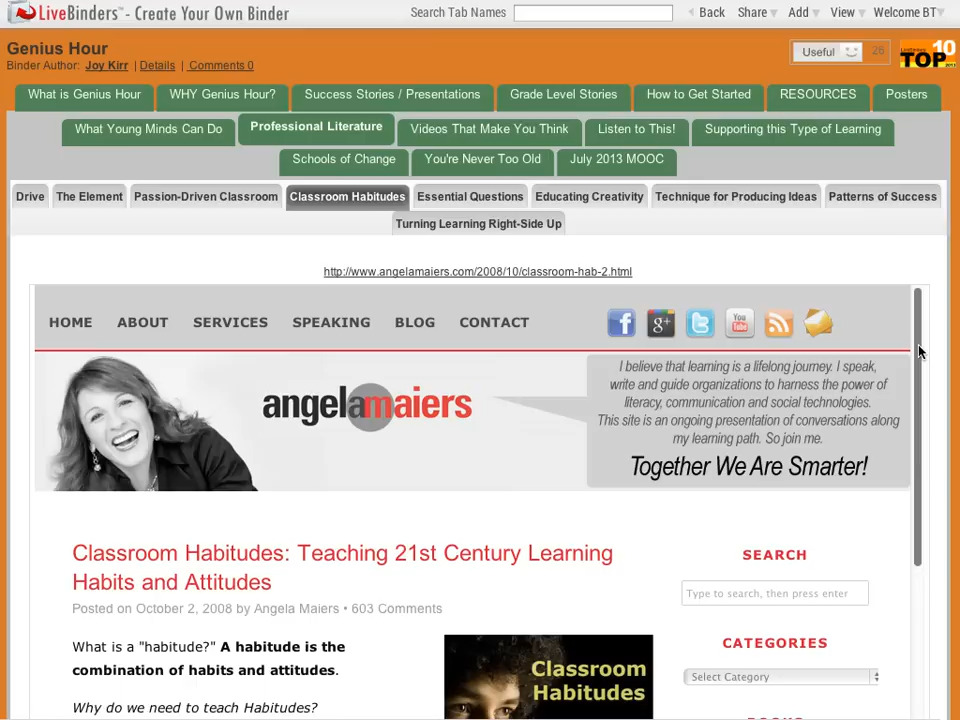 LiveBinders™ - Create Your Own Binder Search Tab Names Back Share Add View Welcome BT
Genius Hour
Binder Author: Joy Kirr | Details | Comments 0
Useful 26
TOP 10
What is Genius Hour WHY Genius Hour? Success Stories / Presentations Grade Level Stories How to Get Started RESOURCES Posters
What Young Minds Can Do Professional Literature Videos That Make You Think Listen to This! Supporting this Type of Learning
Schools of Change You're Never Too Old July 2013 MOOC
Drive The Element Passion-Driven Classroom Classroom Habitudes Essential Questions Educating Creativity Technique for Producing Ideas Patterns of Success
Turning Learning Right-Side Up
http://www.angelamaiers.com/2008/10/classroom-hab-2.html
HOME ABOUT SERVICES SPEAKING BLOG CONTACT
f g+ You Tube
angelamaiers
I believe that learning is a lifelong journey. I speak,
write and guide organizations to harness the power of
literacy, communication and social technologies.
This site is an ongoing presentation of conversations along
my learning path. So join me.
Together We Are Smarter!
Classroom Habitudes: Teaching 21st Century Learning
Habits and Attitudes
Posted on October 2, 2008 by Angela Maiers • 603 Comments
What is a "habitude?" A habitude is the
combination of habits and attitudes.
Why do we need to teach Habitudes?
Classroom
Habitudes
SEARCH
Type to search, then press enter
CATEGORIES
Select Category